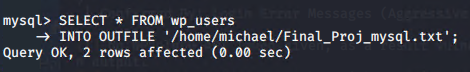 mysql> SELECT * FROM wp_users
-> INTO OUTFILE '/home/michael/Final_Proj_mysql.txt';
Query OK, 2 rows affected (0.00 sec)